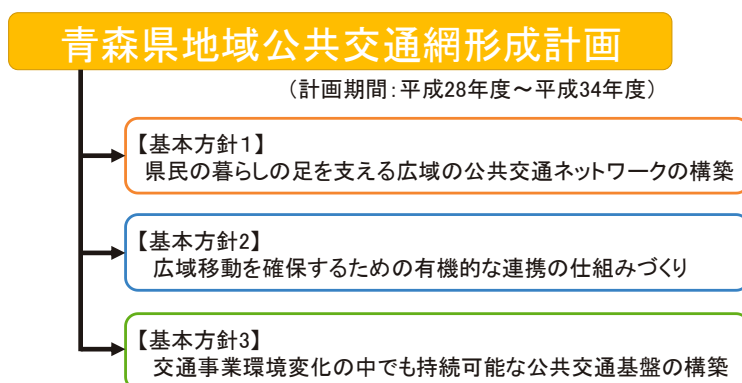 青森県地域公共交通網形成計画
（計画期間：平成28年度～平成34年度）
【基本方針１】
県民の暮らしの足を支える広域の公共交通ネットワークの構築
【基本方針2】
広域移動を確保するための有機的な連携の仕組みづくり
【基本方針3】
交通事業環境変化の中でも持続可能な公共交通基盤の構築